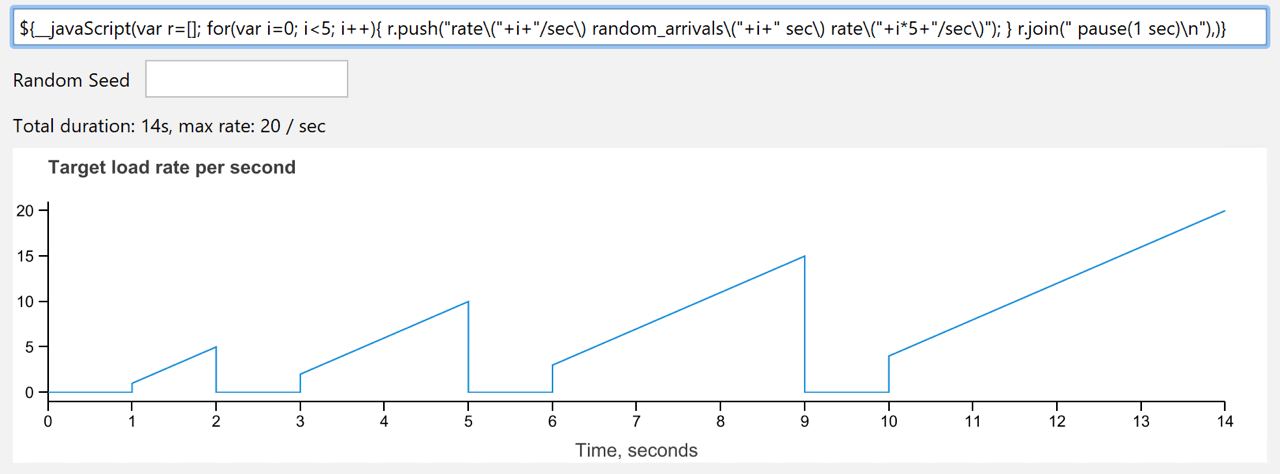 ${__javaScript(var r=[]; for(var i=0; i<5; i++){ r.push("rate\("+i+"/sec\) random_arrivals\("+i+" sec\) rate\("+i*5+"/sec\)"); } r.join(" pause(1 sec)\n"),)}
Random Seed
Total duration: 14s, max rate: 20 / sec
Target load rate per second
20
15
10
5
0
0 1 2 3 4 5 6 7 8 9 10 11 12 13 14
Time, seconds